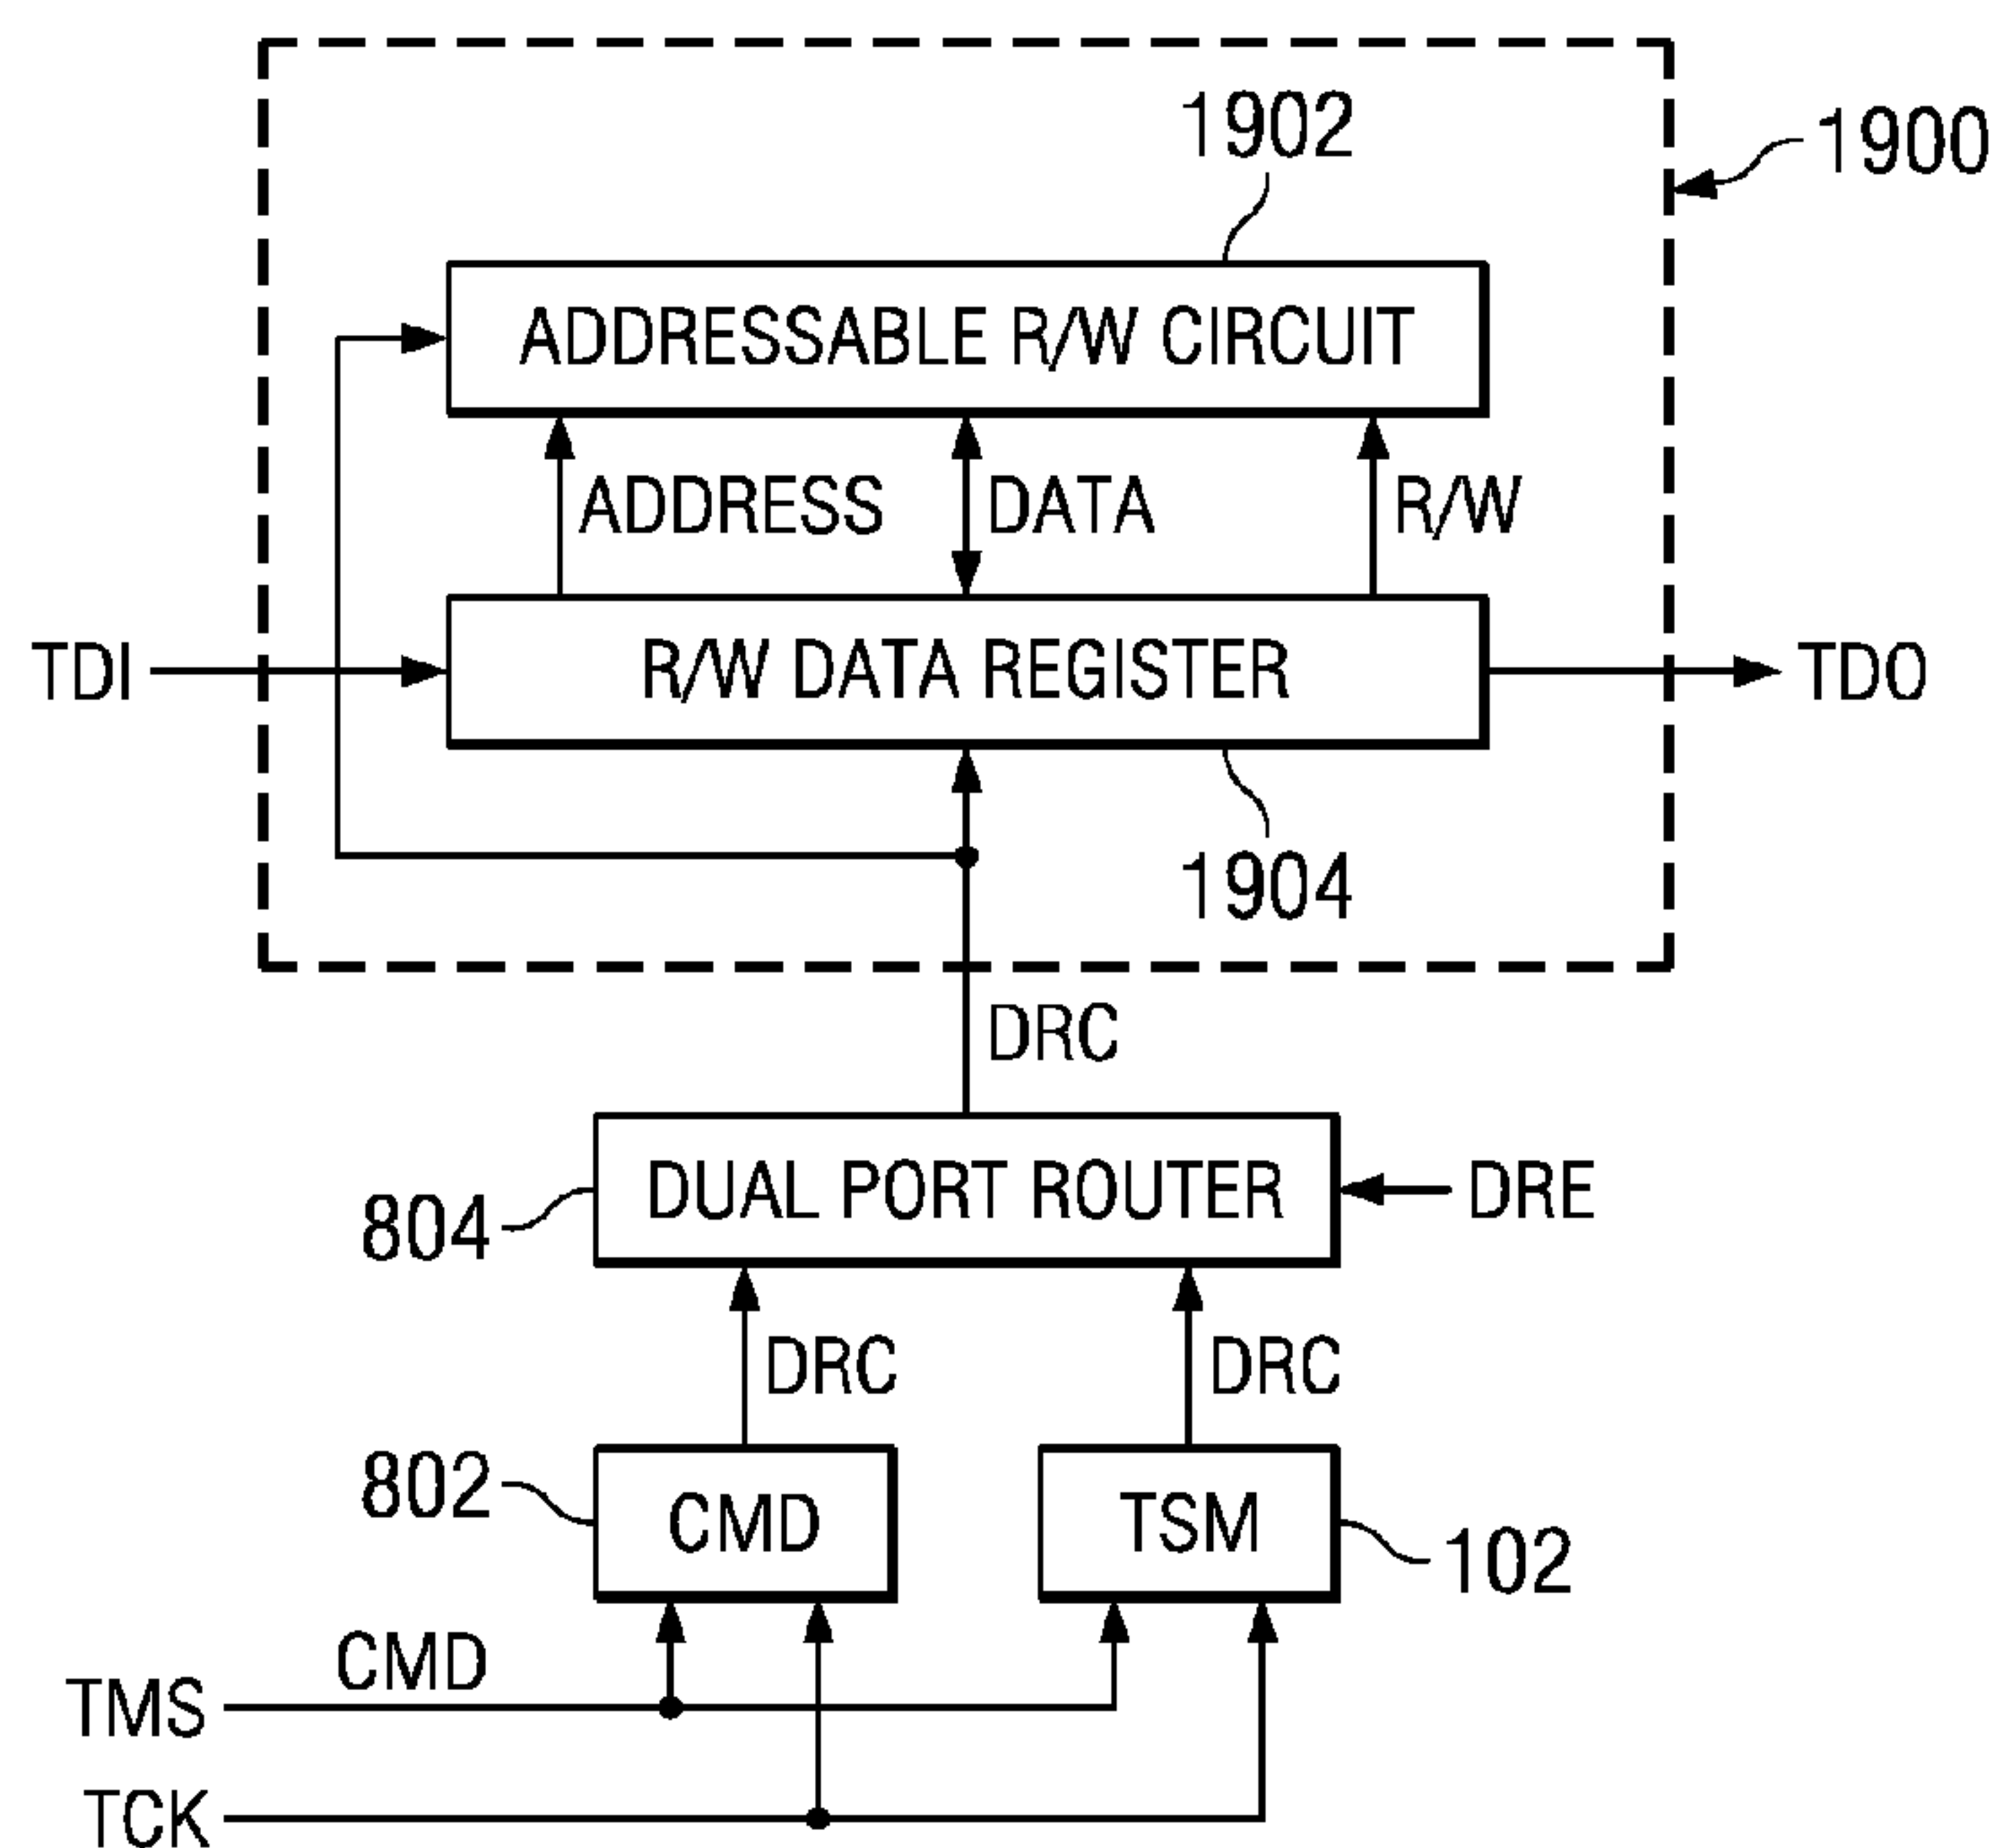 1902
1900
ADDRESSABLE R/W CIRCUIT
ADDRESS
DATA
R/W
TDI
R/W DATA REGISTER
TDO
1904
DRC
DUAL PORT ROUTER
DRE
804
DRC
DRC
802
CMD
TSM
102
CMD
TMS
TCK